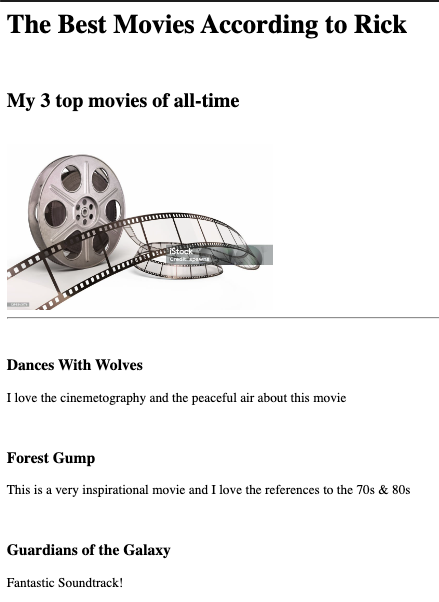 The Best Movies According to Rick
My 3 top movies of all-time
iStock
Dances With Wolves
I love the cinemetography and the peaceful air about this movie
Forest Gump
This is a very inspirational movie and I love the references to the 70s & 80s
Guardians of the Galaxy
Fantastic Soundtrack!